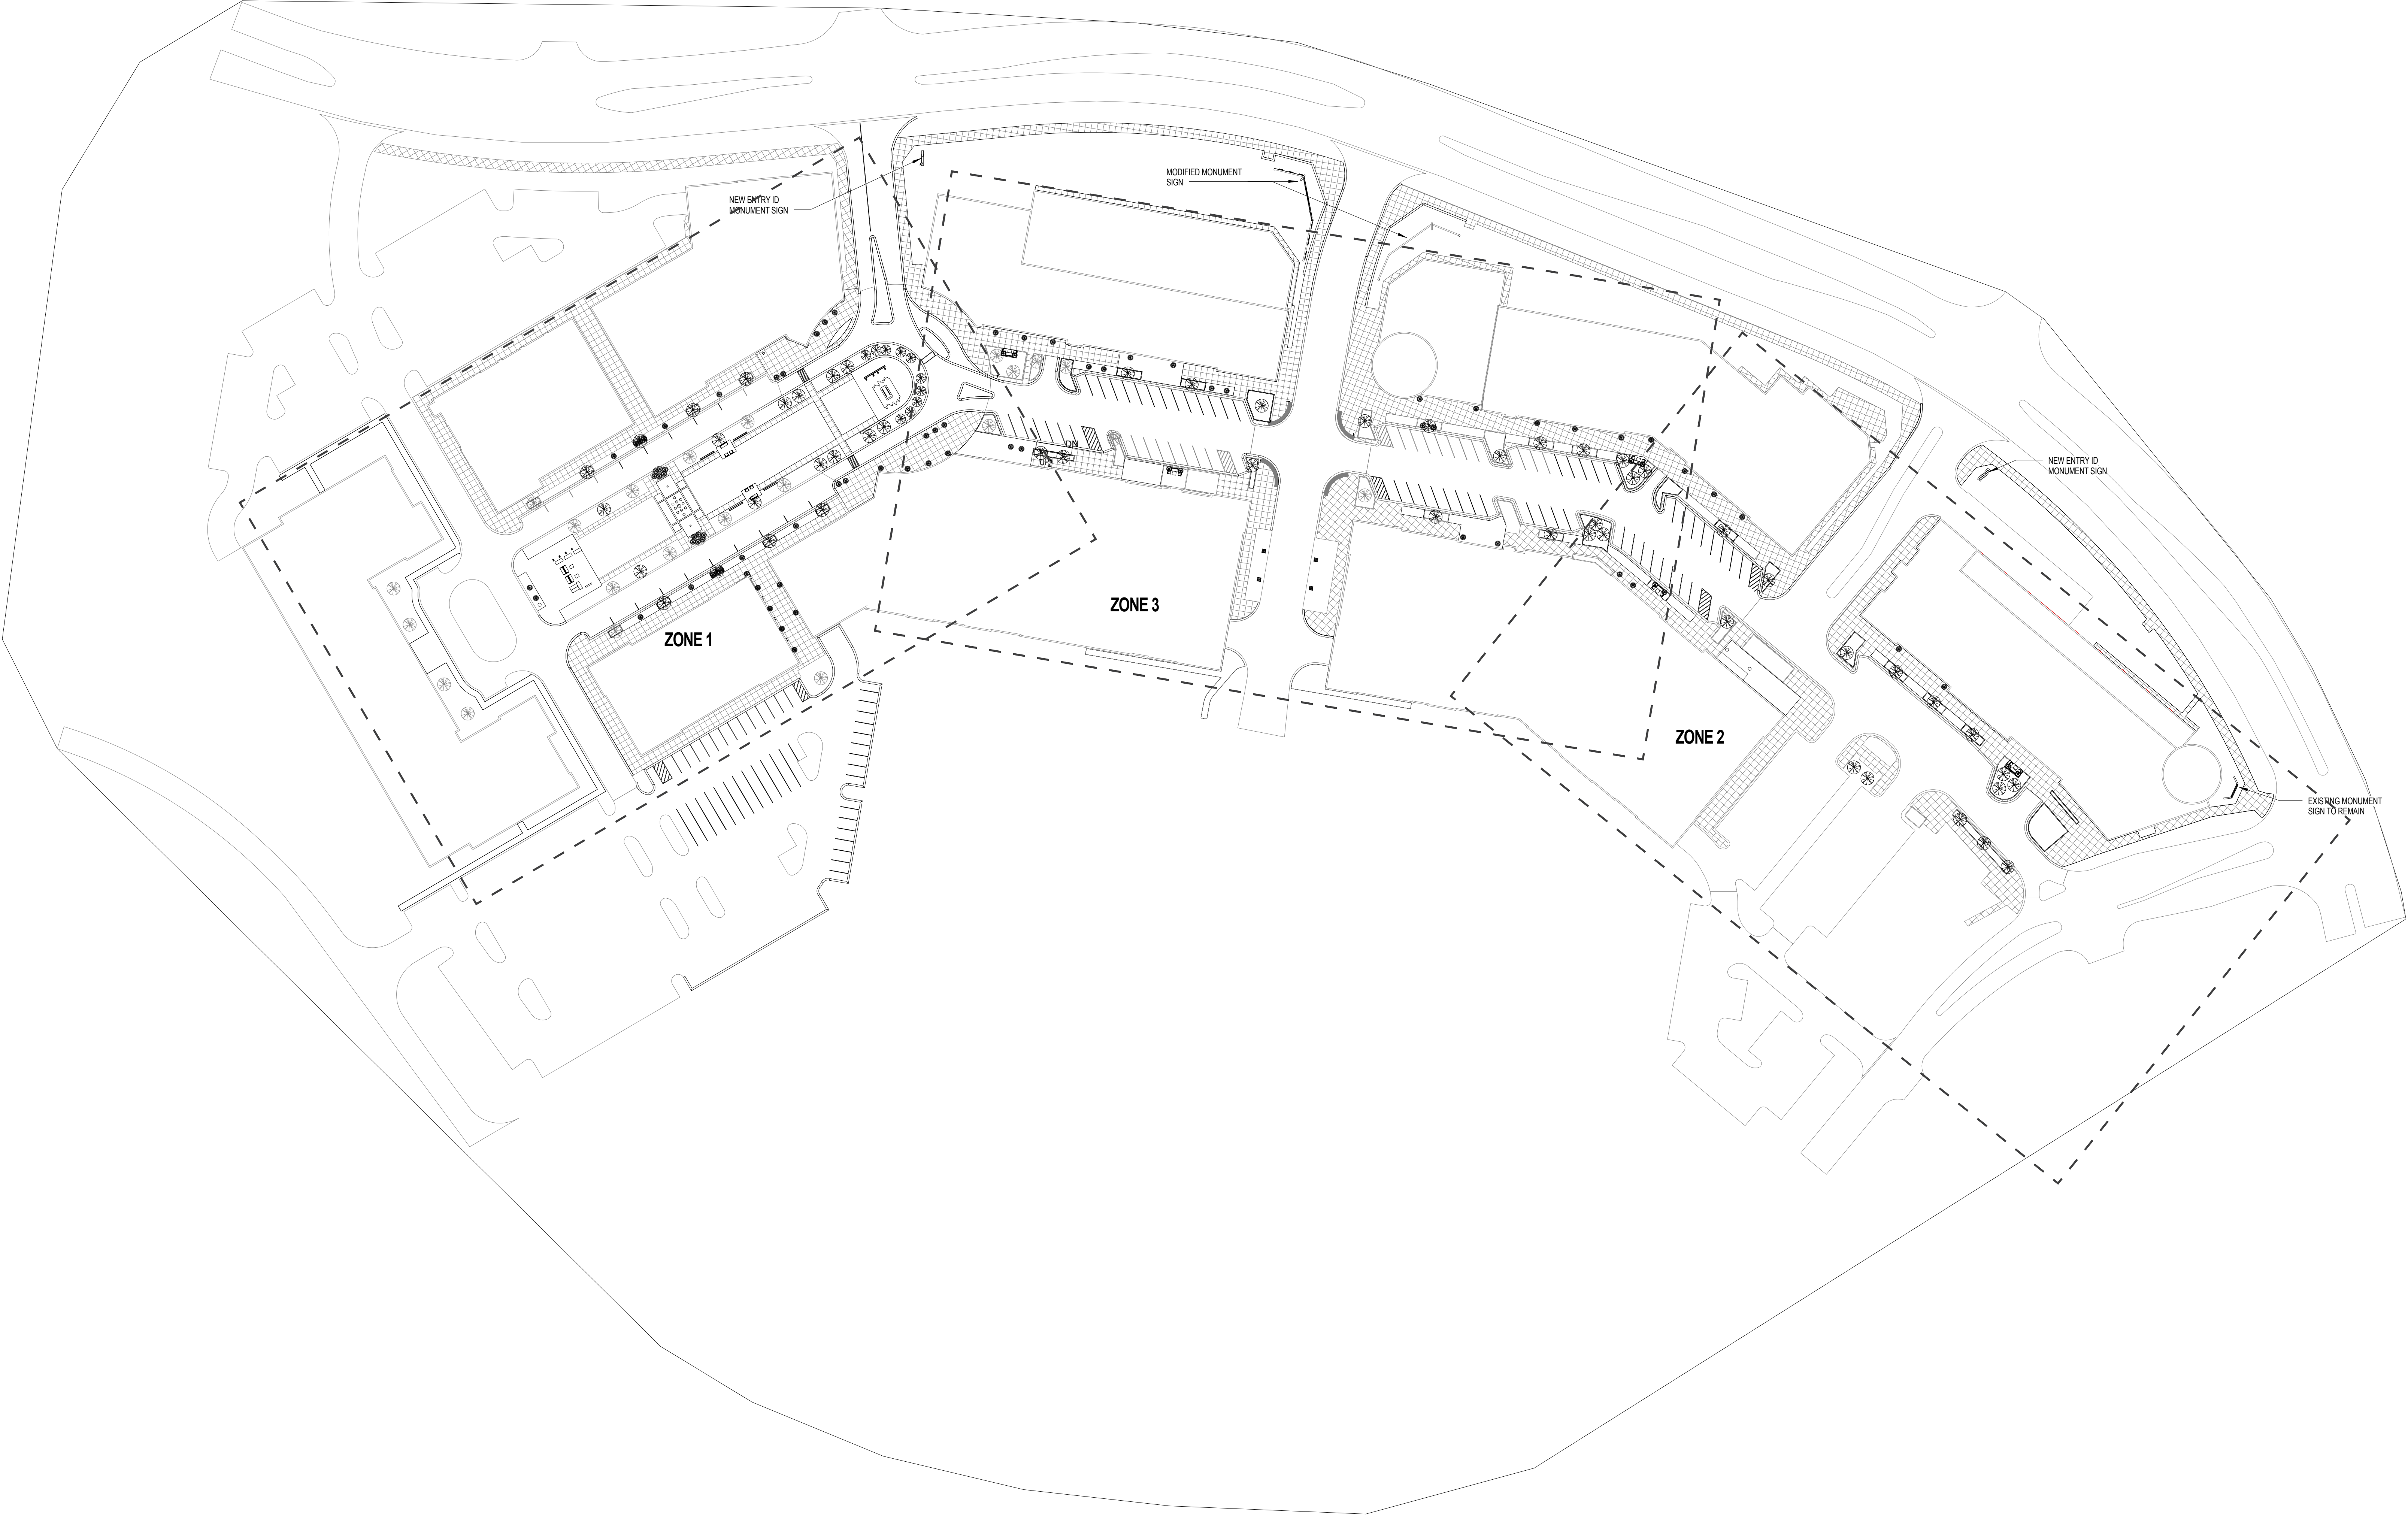 MODIFIED MONUMENT
SIGN
NEW ENTRY ID
MONUMENT SIGN
DN
NEW ENTRY ID
MONUMENT SIGN
ZONE 3
ZONE 1
ZONE 2
EXISTING MONUMENT
SIGN TO REMAIN